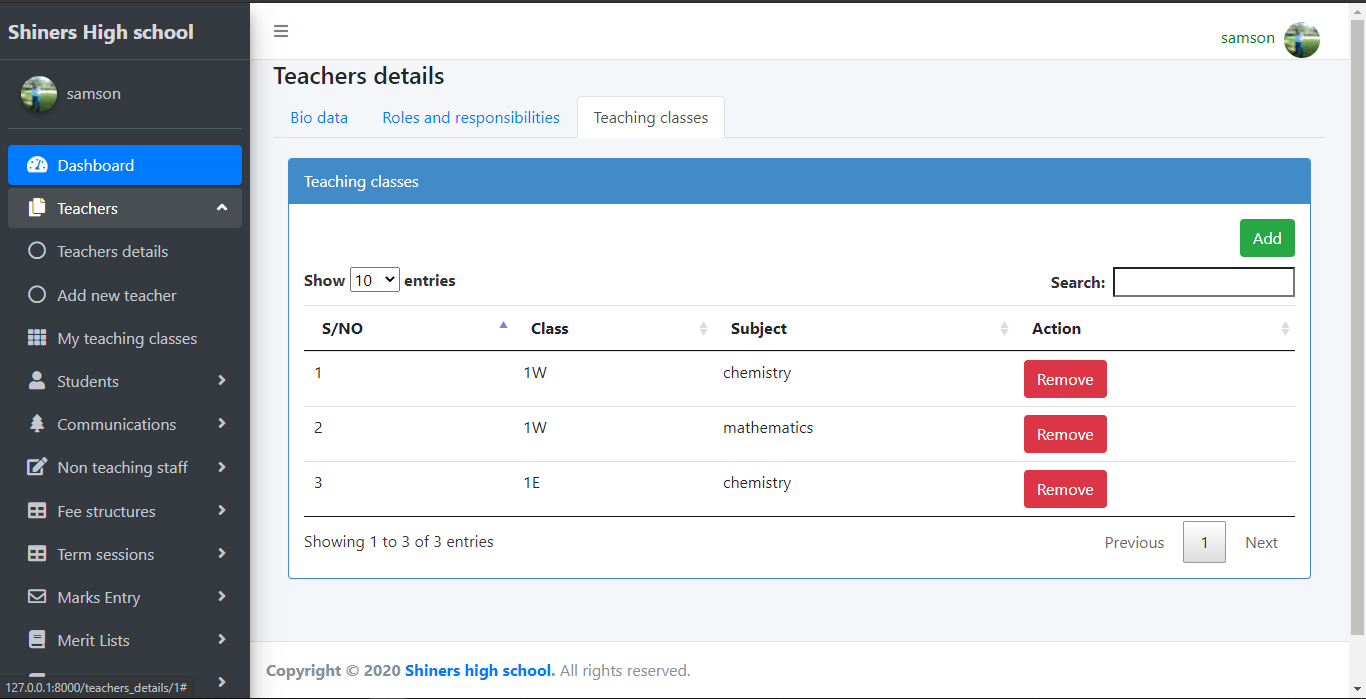 Shiners High school
samson
samson
Dashboard
Teachers
Teachers details
Add new teacher
My teaching classes
Students
Communications
Non teaching staff
Fee structures
Term sessions
Marks Entry
Merit Lists
127.0.0.1:8000/teachers_details/1#
Teachers details
Bio data Roles and responsibilities Teaching classes
Teaching classes
Add
Show 10 entries Search:
S/NO Class Subject Action
1 1W chemistry Remove
2 1W mathematics Remove
3 1E chemistry Remove
Showing 1 to 3 of 3 entries Previous 1 Next
Copyright © 2020 Shiners high school. All rights reserved.